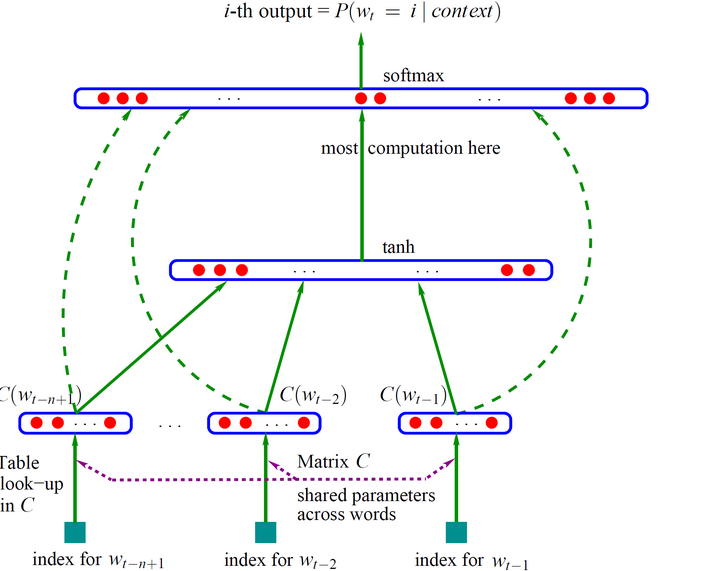 i-th output = P(w_t = i | context)
softmax
. . . . . .
most computation here
tanh
. . . . . .
C(w_{t−n+1}) C(w_{t−2}) C(w_{t−1})
. . . . . . . . . . . .
Table
look−up
in C
Matrix C
shared parameters
across words
index for w_{t−n+1} index for w_{t−2} index for w_{t−1}